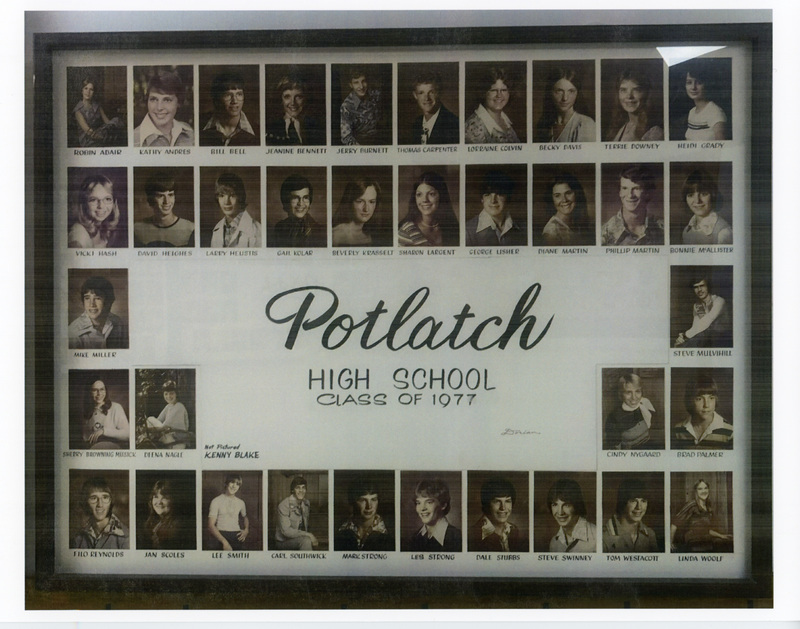 ROBIN ADAIR KATHY ANDRES BILL BELL JEANINE BENNETT JERRY BURNETT THOMAS CARPENTER LORRAINE COLVIN BECKY DAVIS TERRIE DOWNEY HEIDI GRADY
VICKI HASH DAVID HEIGHES LARRY HEUSTIS GAH KOLAR BEVERLY KRASSELT SHARON LARGENT GEORGE LISHER DIANE MARTIN PHILLIP MARTIN BONNIE McALLISTER
Potlatch
HIGH SCHOOL
CLASS OF 1977
MIKE MILLER STEVE MULVIHILL
Dorian
Not Pictured
KENNY BLAKE
SHERRY BROWNING MUSICK DEENA NAGLE CINDY NYGAARD BRAD PALMER
FILO REYNOLDS JAN SCOLES LEE SMITH CARL SOUTHWICK MARK STRONG LEIS STRONG DALE STUBBS STEVE SWINNEY TOM WESTACOTT LINDA WOOLF